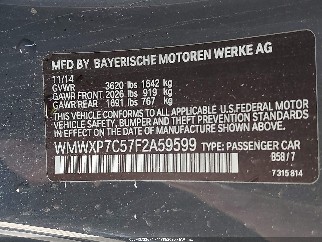 MFD BY BAYERISCHE MOTOREN WERKE AG
11/14
GVWR 3620 lbs 1642 kg
GAWR FRONT 2026 lbs 919 kg
GAWR REAR 1691 lbs 767 kg
THIS VEHICLE CONFORMS TO ALL APPLICABLE U.S. FEDERAL MOTOR VEHICLE SAFETY, BUMPER, AND THEFT PREVENTION STANDARDS IN EFFECT ON THE DATE OF MANUFACTURE SHOWN ABOVE.
WMWXP7C57F2A59599 TYPE: PASSENGER CAR
B58 / 7
7 315 814